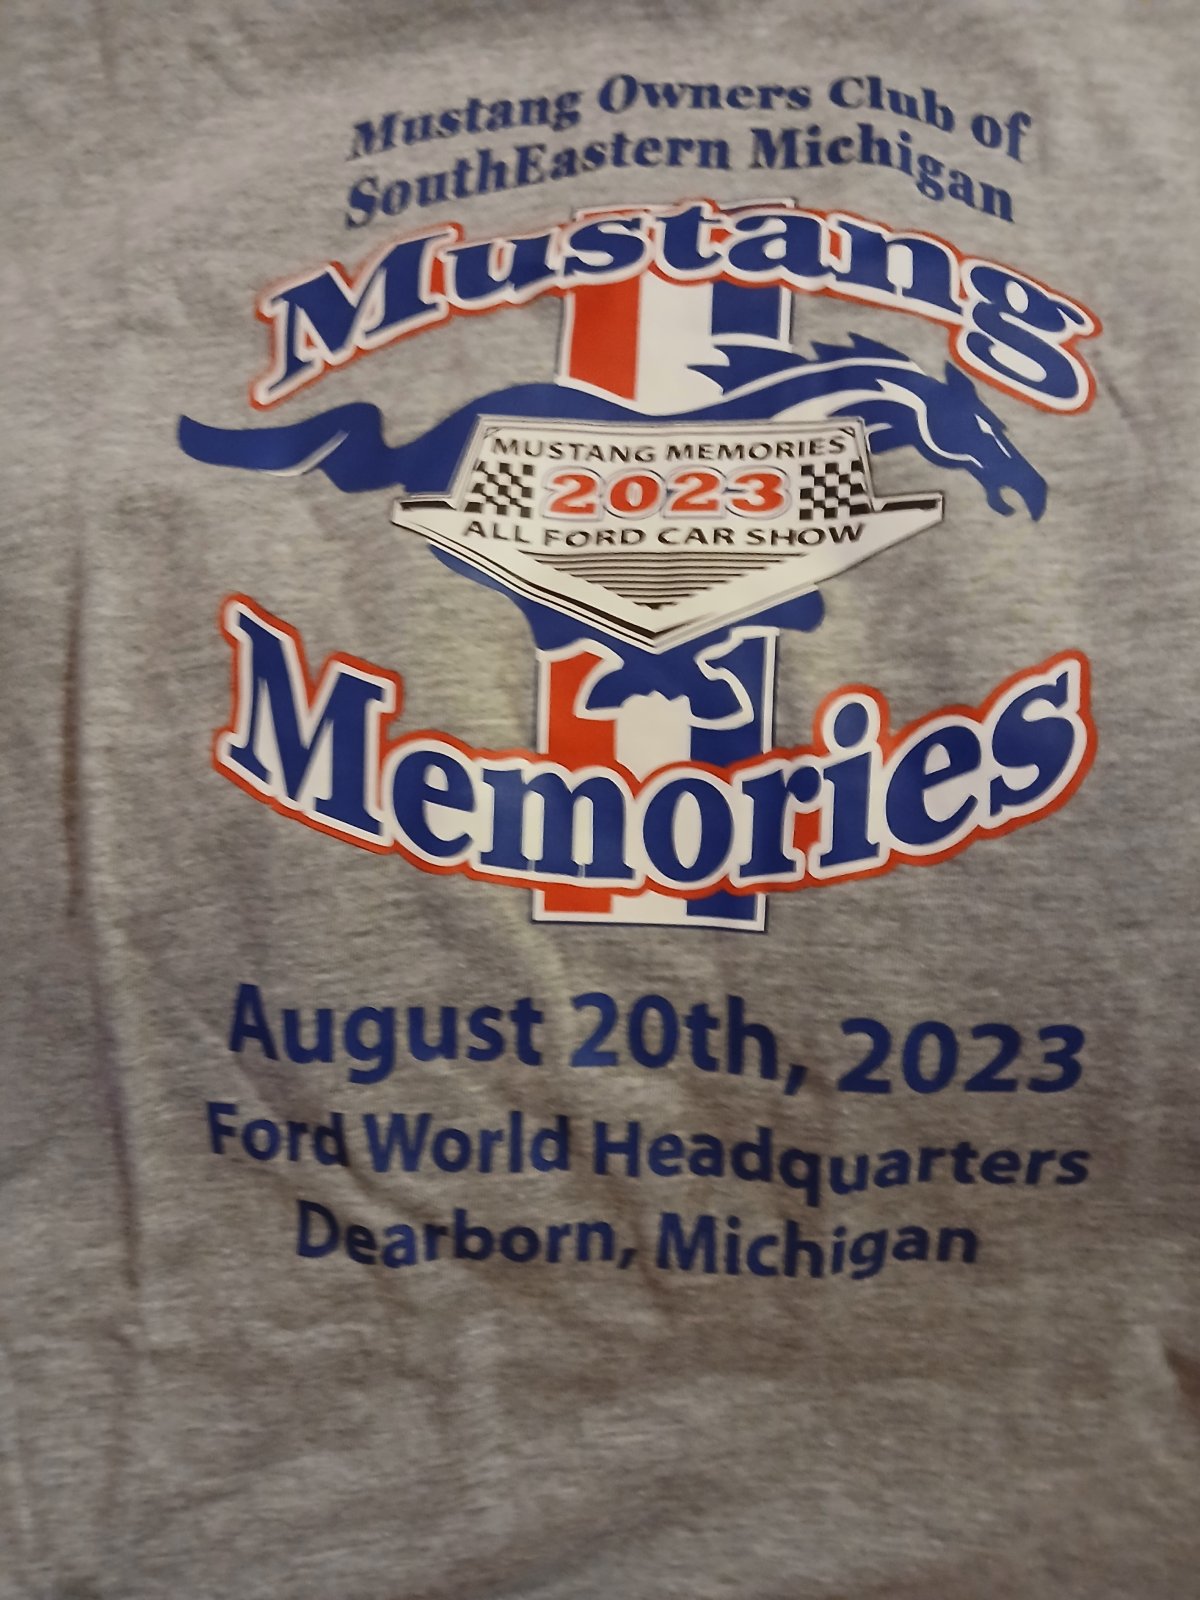 Mustang Owners Club of
SouthEastern Michigan
Mustang
MUSTANG MEMORIES
2023
ALL FORD CAR SHOW
Memories
August 20th, 2023
Ford World Headquarters
Dearborn, Michigan